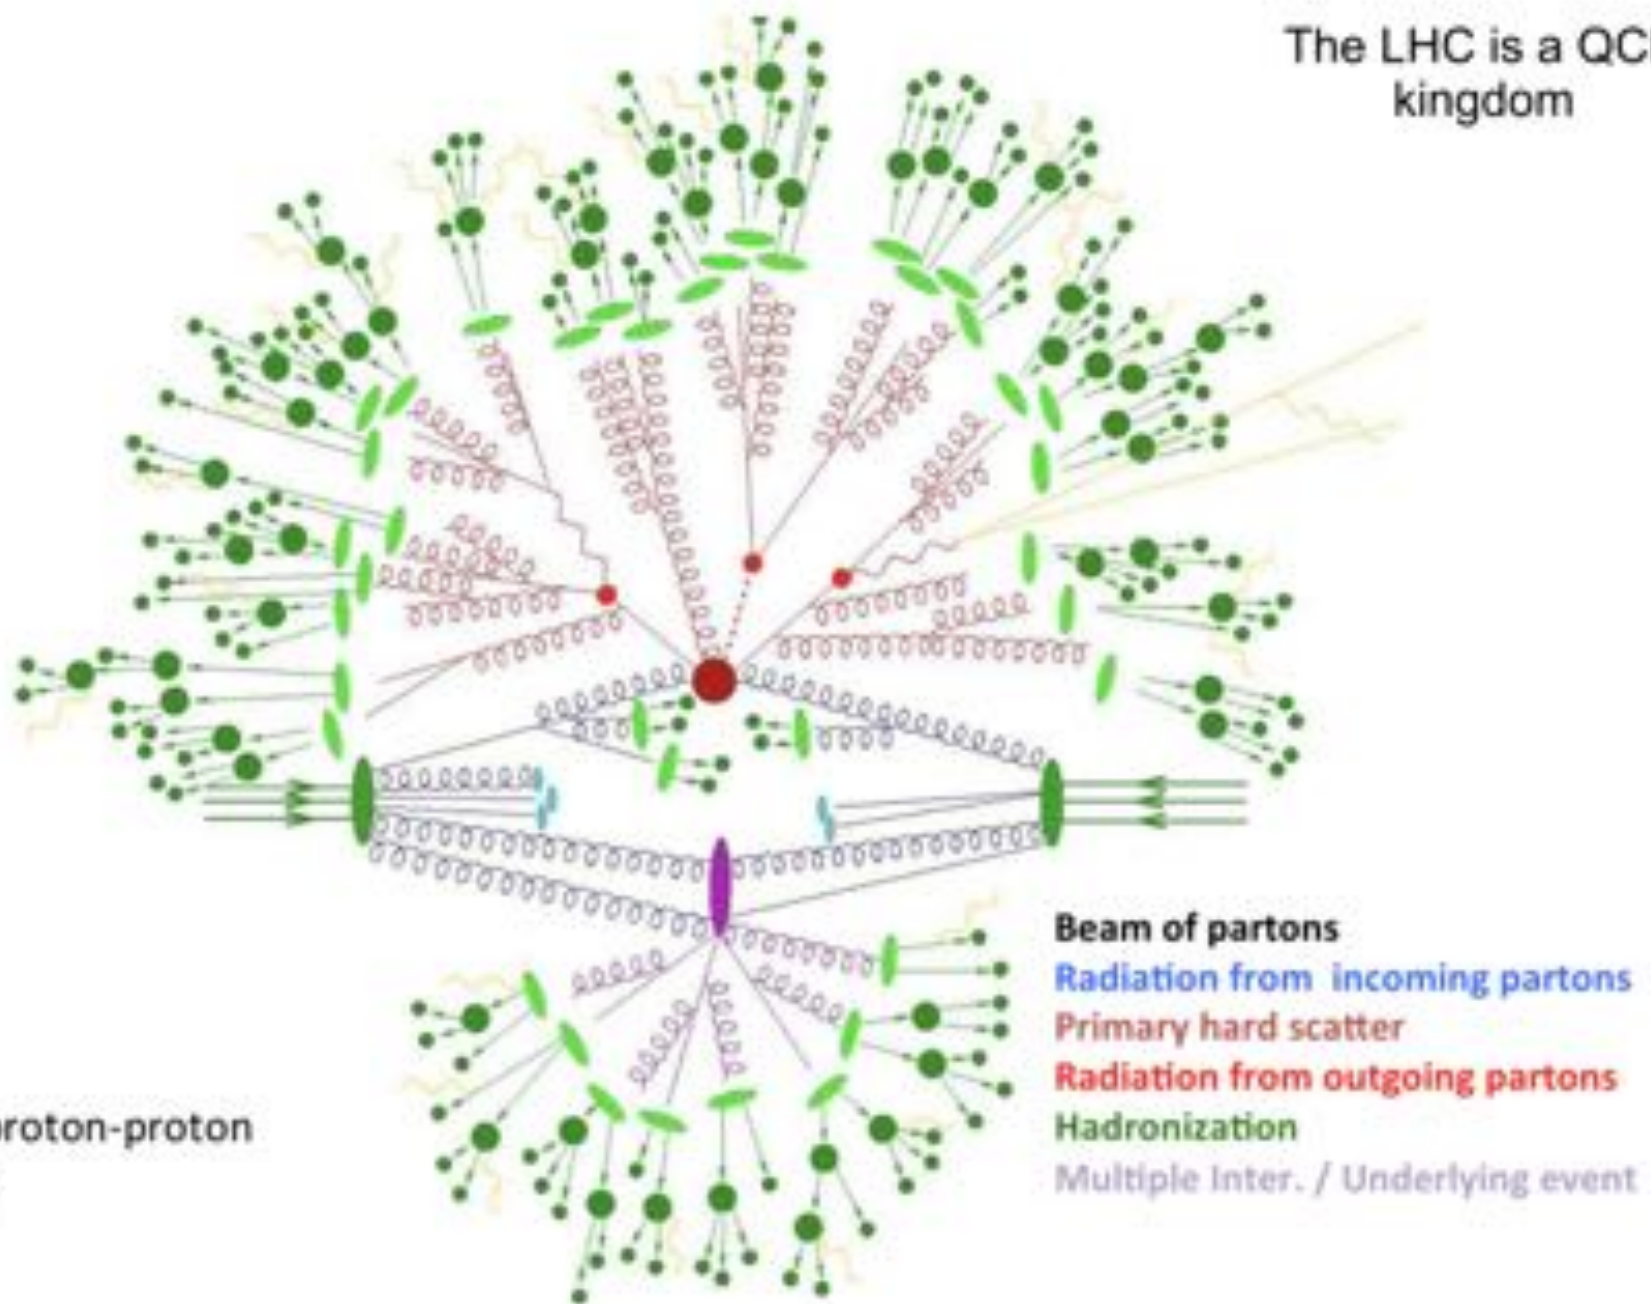 The LHC is a QC
kingdom
Beam of partons
Radiation from incoming partons
Primary hard scatter
Radiation from outgoing partons
Hadronization
Multiple Inter. / Underlying event
roton-proton